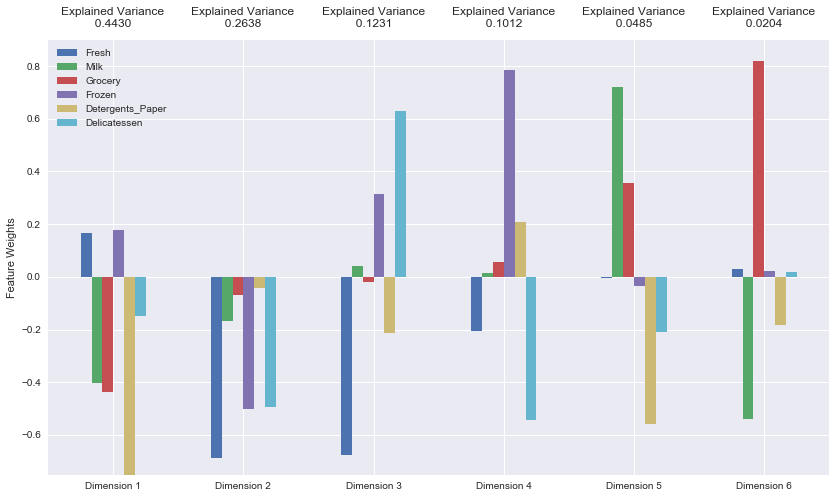 Explained Variance
0.4430
Explained Variance
0.2638
Explained Variance
0.1231
Explained Variance
0.1012
Explained Variance
0.0485
Explained Variance
0.0204
Fresh
Milk
Grocery
Frozen
Detergents_Paper
Delicatessen
Feature Weights
0.8
0.6
0.4
0.2
0.0
−0.2
−0.4
−0.6
Dimension 1
Dimension 2
Dimension 3
Dimension 4
Dimension 5
Dimension 6